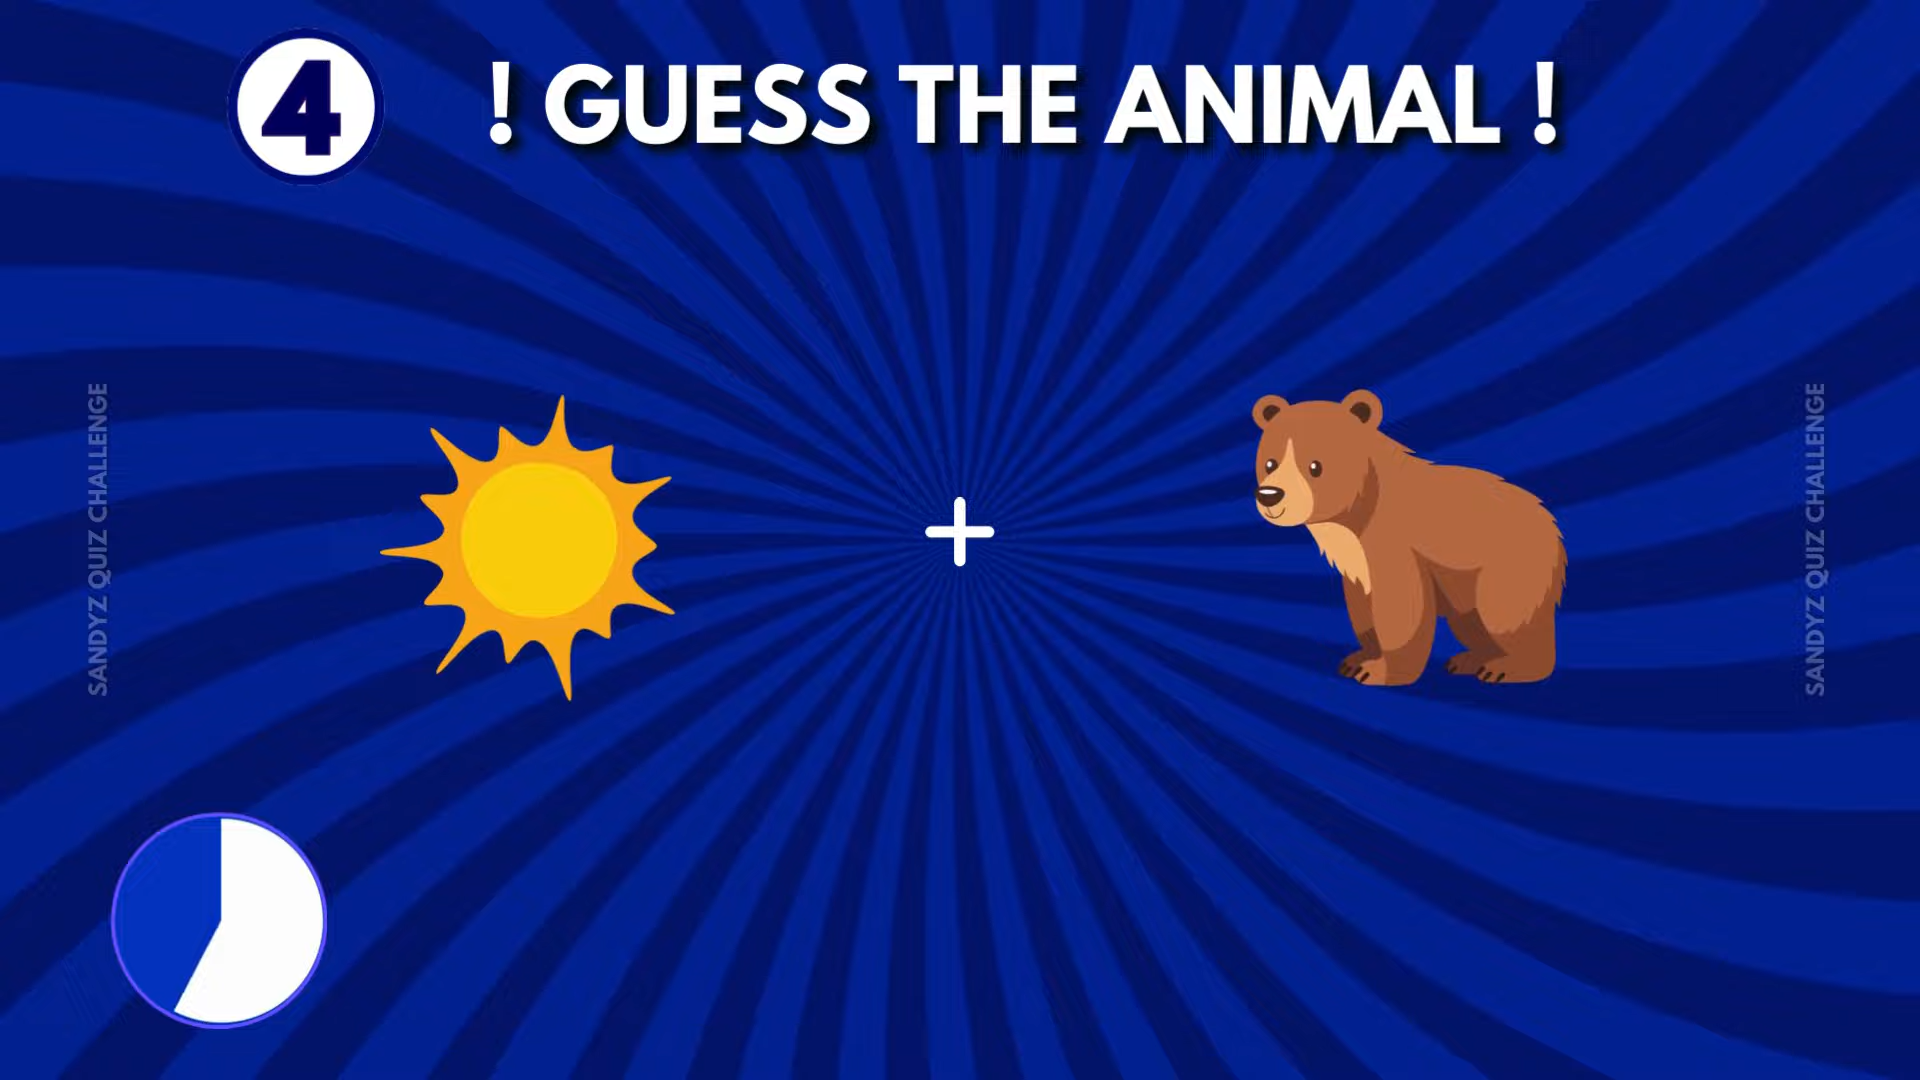 4
! GUESS THE ANIMAL !
SANDYZ QUIZ CHALLENGE
+
SANDYZ QUIZ CHALLENGE